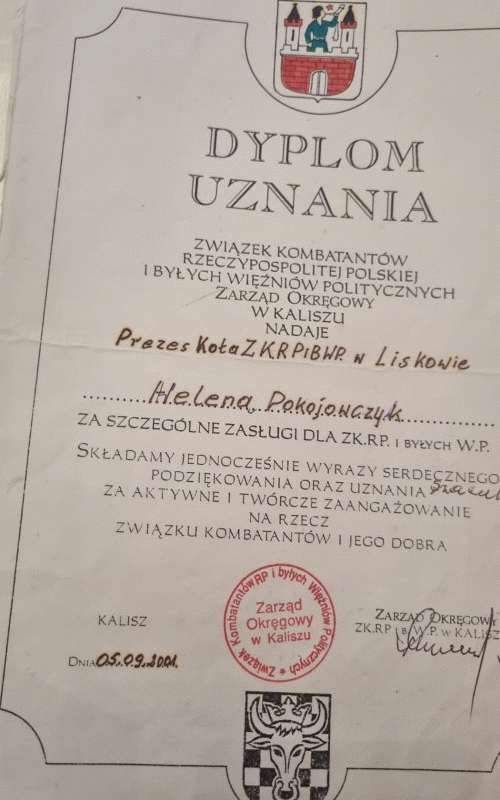 DYPLOM
UZNANIA
ZWIĄZEK KOMBATANTÓW
RZECZYPOSPOLITEJ POLSKIEJ
I BYŁYCH WIĘŹNIÓW POLITYCZNYCH
ZARZĄD OKRĘGOWY
W KALISZU
NADAJE
Prezes Koła ZKRPiBWP. w Liskowie
Helena Pokojowczyk
ZA SZCZEGÓLNE ZASŁUGI DLA ZK.RP. I BYŁYCH W.P.
SKŁADAMY JEDNOCZEŚNIE WYRAZY SERDECZNEGO
PODZIĘKOWANIA ORAZ UZNANIA
ZA AKTYWNE I TWÓRCZE ZAANGAŻOWANIE
NA RZECZ
ZWIĄZKU KOMBATANTÓW I JEGO DOBRA
KALISZ
DNIA 05.09.2001.
Związek Kombatantów RP i byłych Więźniów Politycznych
Zarząd
Okręgowy
w Kaliszu
ZARZĄD OKRĘGOWY
ZK.RP I B W.P. W KALISZ